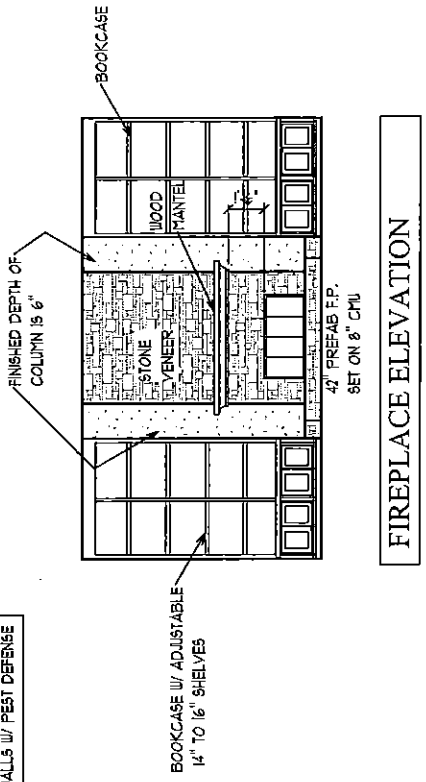 ALLS W/ PEST DEFENSE
FINISHED DEPTH OF
COLUMN IS 6"
BOOKCASE
WOOD
MANTEL
STONE
VENEER
BOOKCASE W/ ADJUSTABLE
14" TO 16" SHELVES
42" PREFAB F.P.
SET ON 8" CMU
FIREPLACE ELEVATION